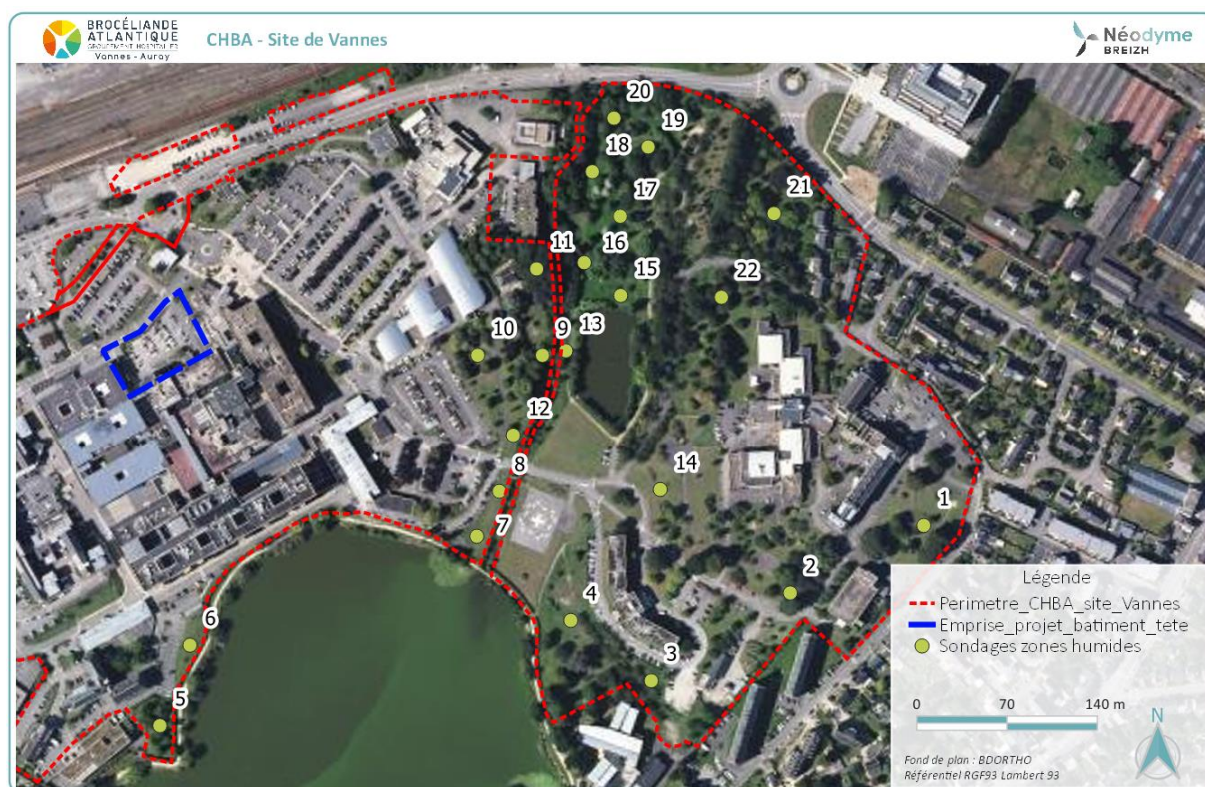 BROCÉLIANDE
ATLANTIQUE
GROUPEMENT HOSPITALIER
Vannes - Auray
CHBA - Site de Vannes
Néodyme
BREIZH
20
19
18
17
21
11
16
15
22
10
9
13
12
8
14
7
1
2
4
6
3
5
Légende
Perimetre_CHBA_site_Vannes
Emprise_projet_batiment_tete
Sondages zones humides
0 70 140 m
N
Fond de plan : BDORTHO
Référentiel RGF93 Lambert 93